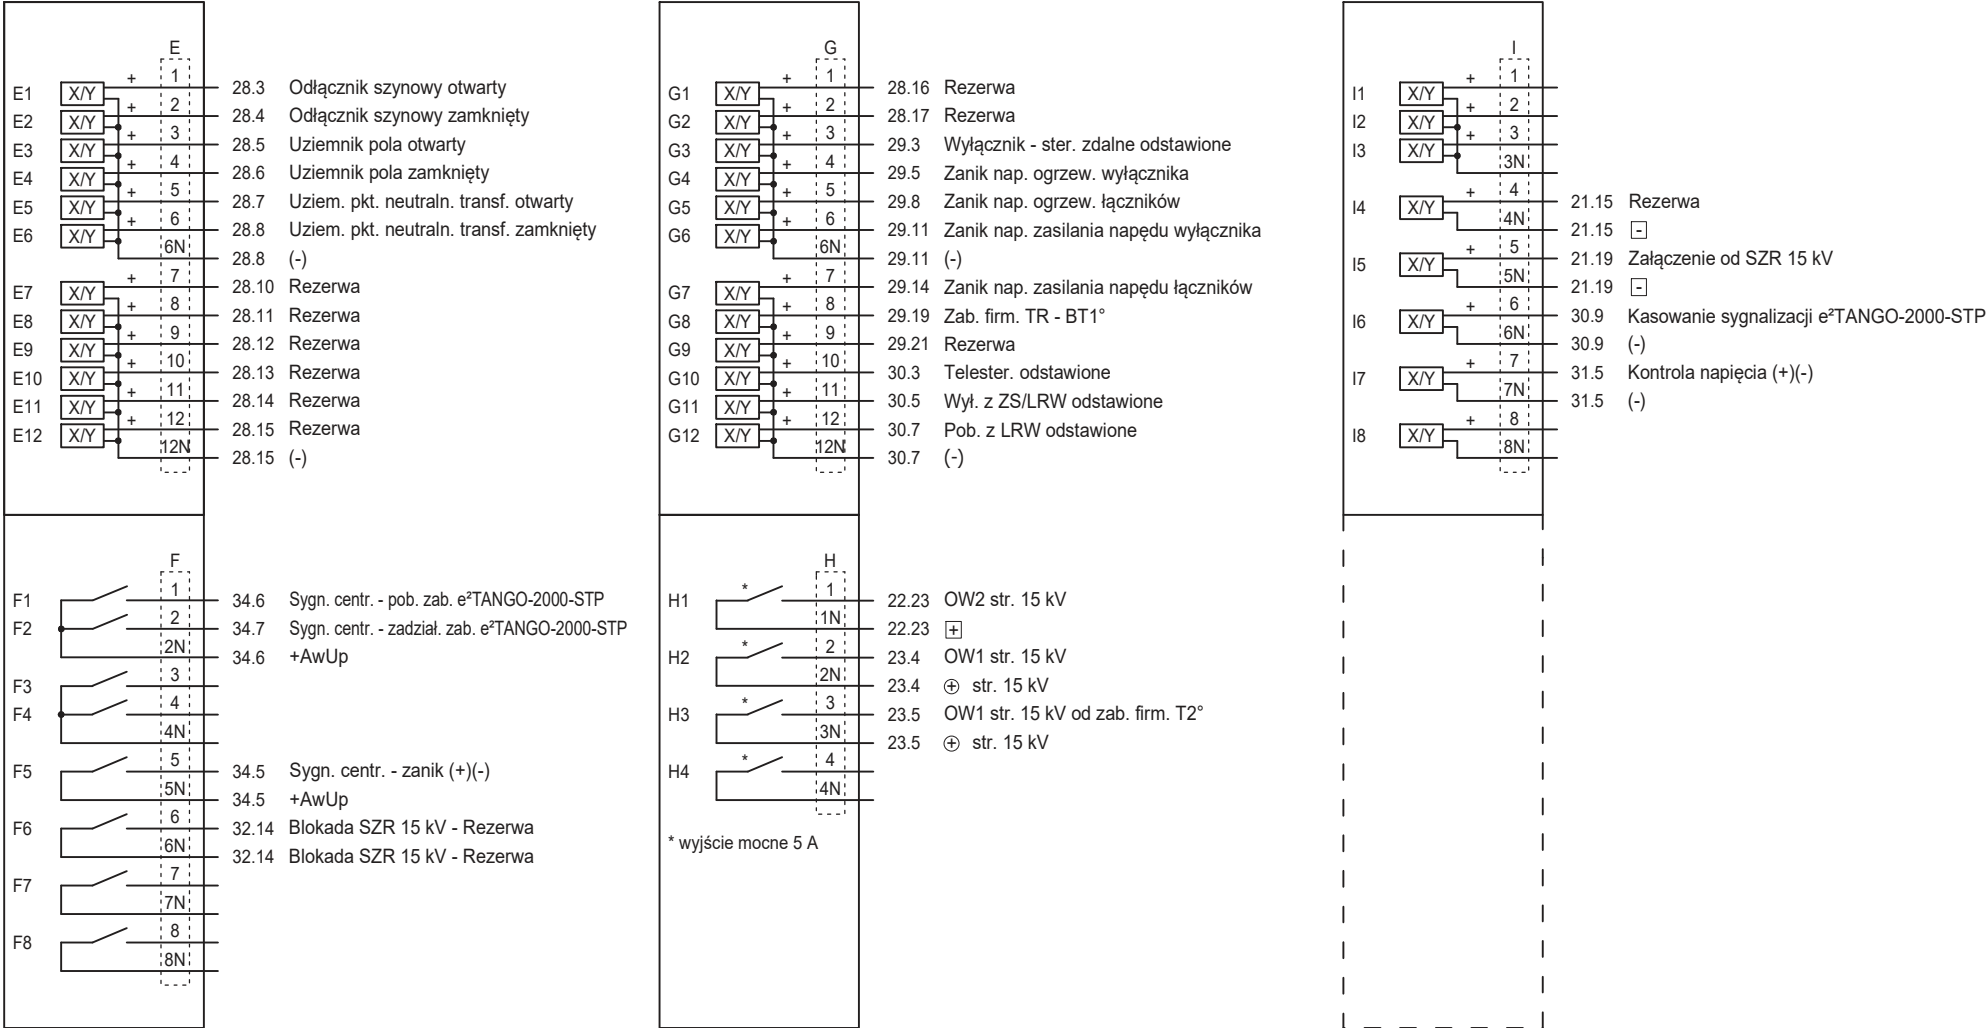 E
E1 X/Y + 1 28.3 Odłącznik szynowy otwarty
E2 X/Y + 2 28.4 Odłącznik szynowy zamknięty
E3 X/Y + 3 28.5 Uziemnik pola otwarty
E4 X/Y + 4 28.6 Uziemnik pola zamknięty
E5 X/Y + 5 28.7 Uziem. pkt. neutraln. transf. otwarty
E6 X/Y + 6 28.8 Uziem. pkt. neutraln. transf. zamknięty
6N 28.8 (-)
E7 X/Y + 7 28.10 Rezerwa
E8 X/Y + 8 28.11 Rezerwa
E9 X/Y + 9 28.12 Rezerwa
E10 X/Y + 10 28.13 Rezerwa
E11 X/Y + 11 28.14 Rezerwa
E12 X/Y + 12 28.15 Rezerwa
12N 28.15 (-)
F
F1 1 34.6 Sygn. centr. - pob. zab. e²TANGO-2000-STP
F2 2 34.7 Sygn. centr. - zadział. zab. e²TANGO-2000-STP
2N 34.6 +AwUp
F3 3
F4 4
4N
F5 5 34.5 Sygn. centr. - zanik (+)(-)
5N 34.5 +AwUp
F6 6 32.14 Blokada SZR 15 kV - Rezerwa
6N 32.14 Blokada SZR 15 kV - Rezerwa
F7 7
7N
F8 8
8N
G
G1 X/Y + 1 28.16 Rezerwa
G2 X/Y + 2 28.17 Rezerwa
G3 X/Y + 3 29.3 Wyłącznik - ster. zdalne odstawione
G4 X/Y + 4 29.5 Zanik nap. ogrzew. wyłącznika
G5 X/Y + 5 29.8 Zanik nap. ogrzew. łączników
G6 X/Y + 6 29.11 Zanik nap. zasilania napędu wyłącznika
6N 29.11 (-)
G7 X/Y + 7 29.14 Zanik nap. zasilania napędu łączników
G8 X/Y + 8 29.19 Zab. firm. TR - BT1°
G9 X/Y + 9 29.21 Rezerwa
G10 X/Y + 10 30.3 Telester. odstawione
G11 X/Y + 11 30.5 Wył. z ZS/LRW odstawione
G12 X/Y + 12 30.7 Pob. z LRW odstawione
12N 30.7 (-)
H
H1 * 1 22.23 OW2 str. 15 kV
1N 22.23 +
H2 * 2 23.4 OW1 str. 15 kV
2N 23.4 ⊕ str. 15 kV
H3 * 3 23.5 OW1 str. 15 kV od zab. firm. T2°
3N 23.5 ⊕ str. 15 kV
H4 * 4
4N
* wyjście mocne 5 A
I
I1 X/Y + 1
I2 X/Y + 2
I3 X/Y + 3
3N
I4 X/Y + 4 21.15 Rezerwa
4N 21.15 -
I5 X/Y + 5 21.19 Załączenie od SZR 15 kV
5N 21.19 -
I6 X/Y + 6 30.9 Kasowanie sygnalizacji e²TANGO-2000-STP
6N 30.9 (-)
I7 X/Y + 7 31.5 Kontrola napięcia (+)(-)
7N 31.5 (-)
I8 X/Y + 8
8N